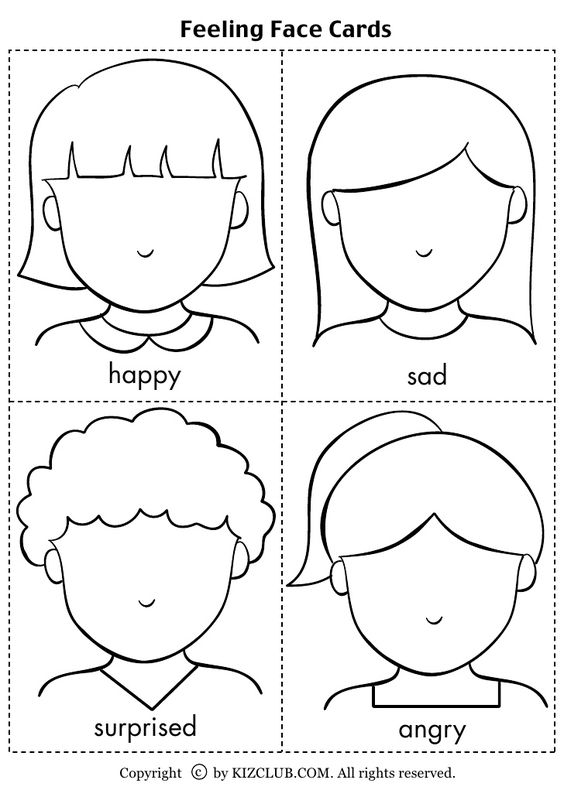 Feeling Face Cards
happy
sad
surprised
angry
Copyright © by KIZCLUB.COM. All rights reserved.